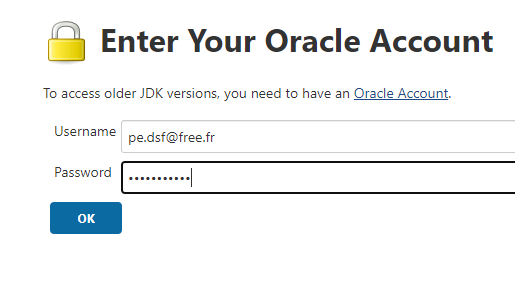 Enter Your Oracle Account
To access older JDK versions, you need to have an Oracle Account.
Username pe.dsf@free.fr
Password •••••••••••
OK